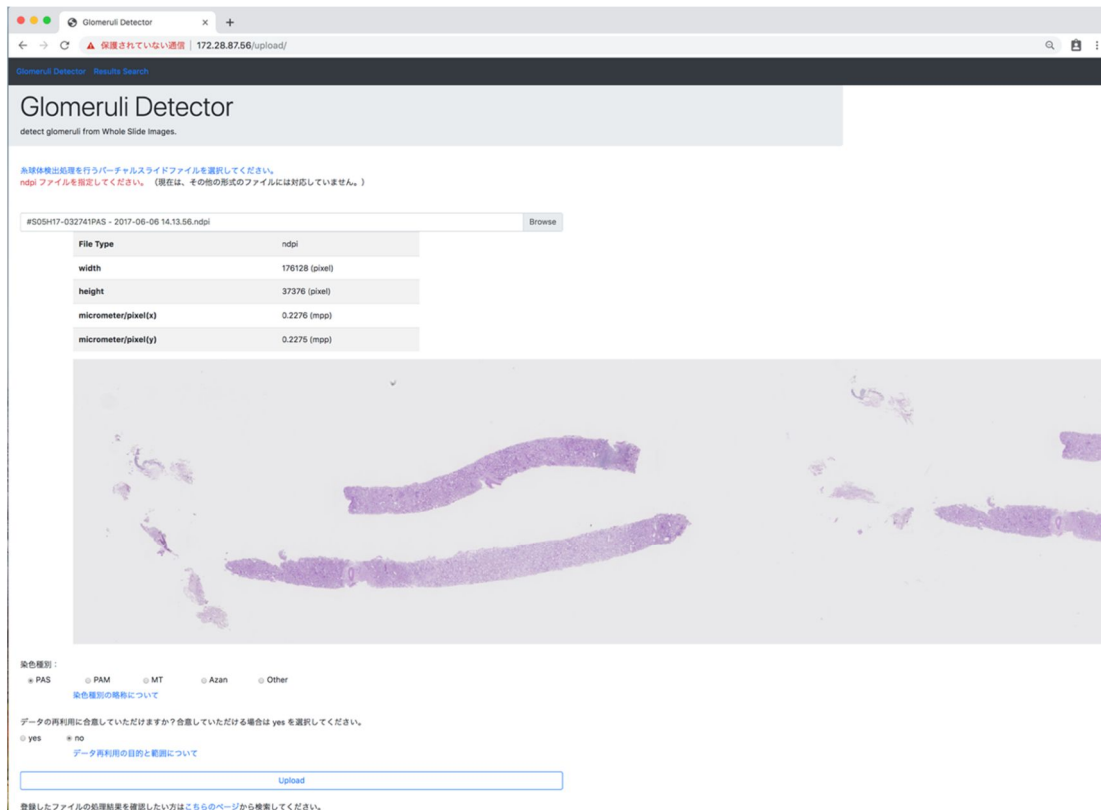 Glomeruli Detector
保護されていない通信 | 172.28.87.56/upload/
Glomeruli Detector Results Search
Glomeruli Detector
detect glomeruli from Whole Slide Images.
糸球体検出処理を行うバーチャルスライドファイルを選択してください。
ndpi ファイルを指定してください。 (現在は、その他の形式のファイルには対応していません。)
#S05H17-032741PAS - 2017-06-06 14.13.56.ndpi Browse
File Type ndpi
width 176128 (pixel)
height 37376 (pixel)
micrometer/pixel(x) 0.2276 (mpp)
micrometer/pixel(y) 0.2275 (mpp)
染色種別:
PAS PAM MT Azan Other
染色種別の略称について
データの再利用に合意していただけますか?合意していただける場合は yes を選択してください。
yes no
データ再利用の目的と範囲について
Upload
登録したファイルの処理結果を確認したい方はこちらのページから検索してください。